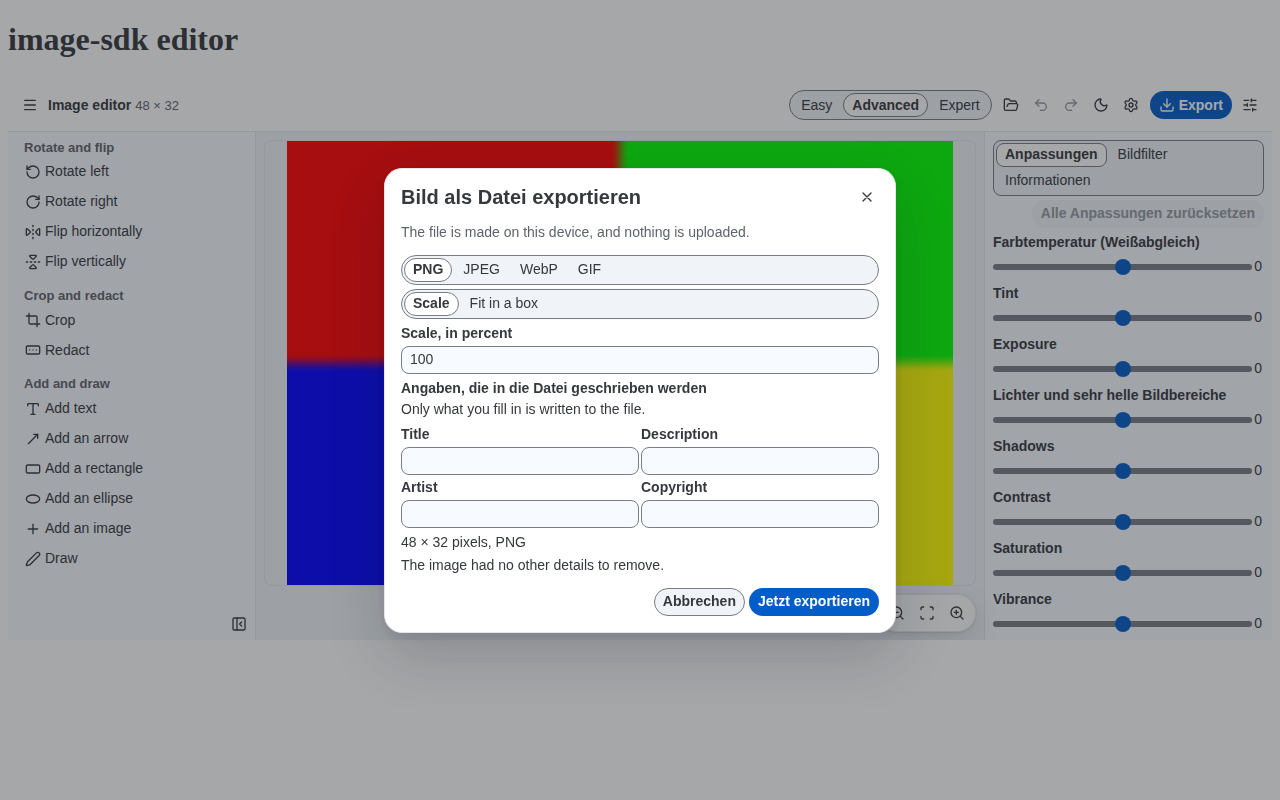 image-sdk editor
Image editor 48 × 32
Easy Advanced Expert
Export
Rotate and flip
Rotate left
Rotate right
Flip horizontally
Flip vertically
Crop and redact
Crop
Redact
Add and draw
Add text
Add an arrow
Add a rectangle
Add an ellipse
Add an image
Draw
Bild als Datei exportieren
The file is made on this device, and nothing is uploaded.
PNG JPEG WebP GIF
Scale Fit in a box
Scale, in percent
100
Angaben, die in die Datei geschrieben werden
Only what you fill in is written to the file.
Title Description
Artist Copyright
48 × 32 pixels, PNG
The image had no other details to remove.
Abbrechen Jetzt exportieren
Anpassungen Bildfilter
Informationen
Alle Anpassungen zurücksetzen
Farbtemperatur (Weißabgleich)
0
Tint
0
Exposure
0
Lichter und sehr helle Bildbereiche
0
Shadows
0
Contrast
0
Saturation
0
Vibrance
0